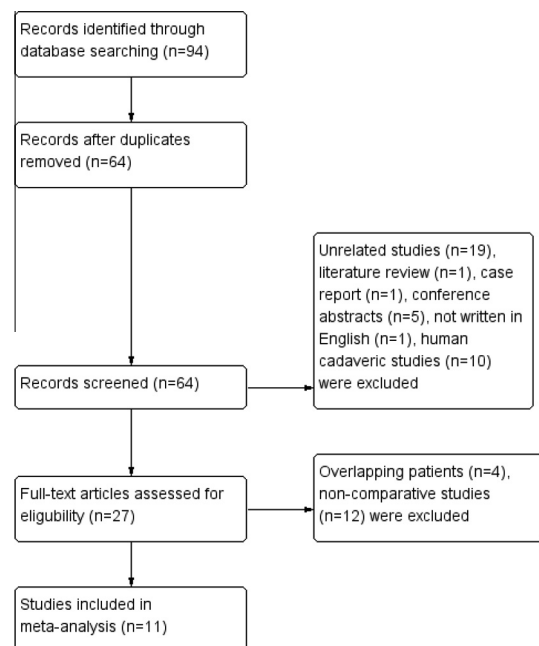 Records identified through
database searching (n=94)
Records after duplicates
removed (n=64)
Unrelated studies (n=19),
literature review (n=1), case
report (n=1), conference
abstracts (n=5), not written in
English (n=1), human
cadaveric studies (n=10)
were excluded
Records screened (n=64)
Full-text articles assessed for
eligubility (n=27)
Overlapping patients (n=4),
non-comparative studies
(n=12) were excluded
Studies included in
meta-analysis (n=11)